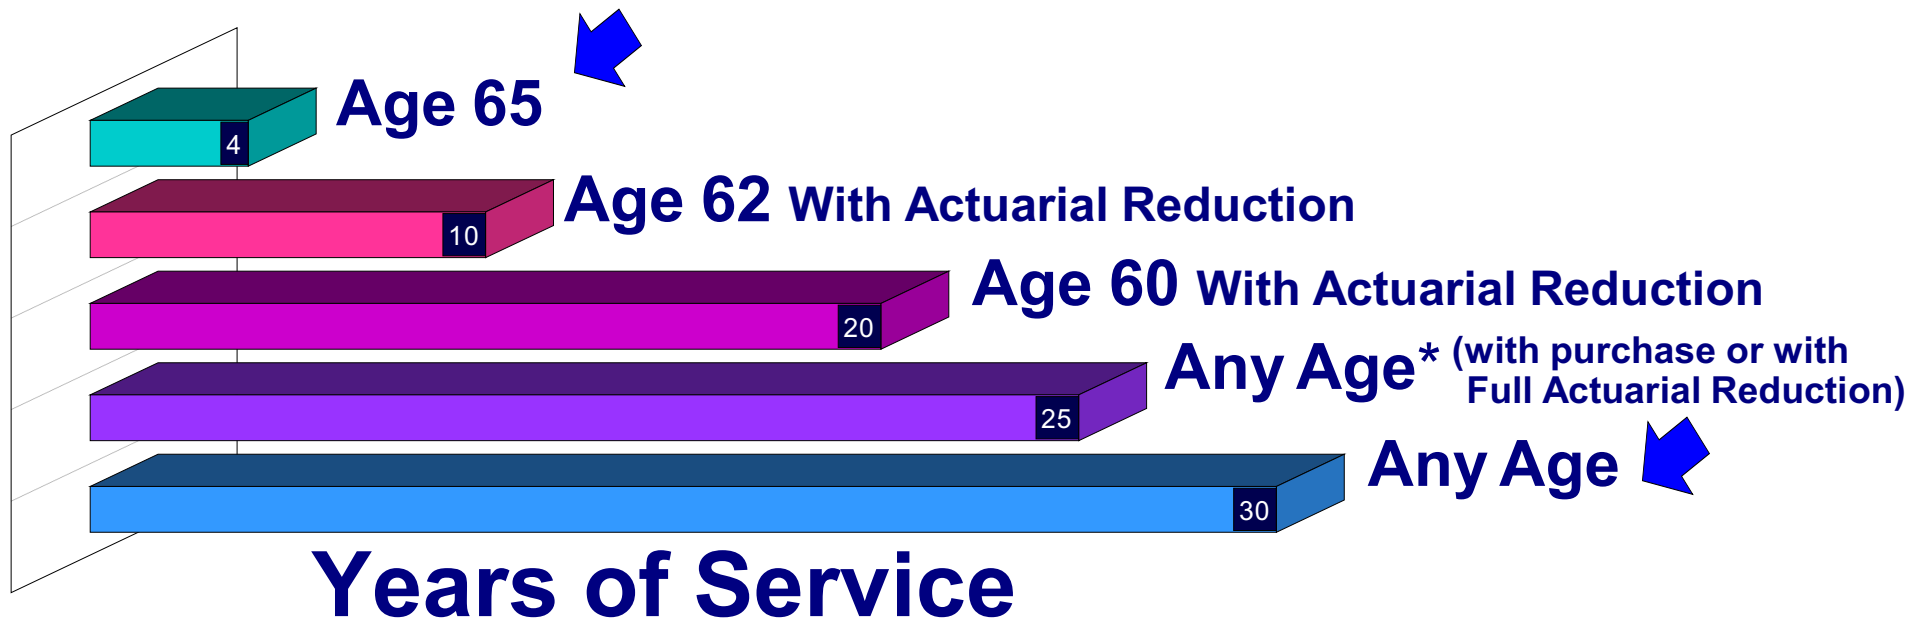 4 Age 65
10 Age 62 With Actuarial Reduction
20 Age 60 With Actuarial Reduction
25 Any Age* (with purchase or with
Full Actuarial Reduction)
30 Any Age
Years of Service